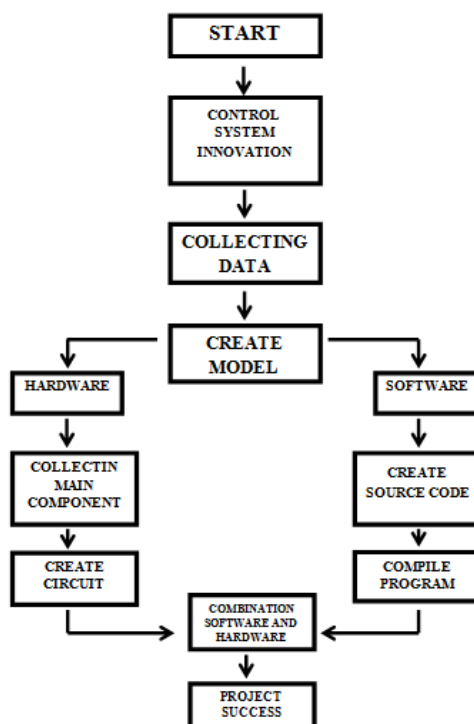 START
CONTROL
SYSTEM
INNOVATION
COLLECTING
DATA
CREATE
MODEL
HARDWARE
SOFTWARE
COLLECTIN
MAIN
COMPONENT
CREATE
SOURCE CODE
CREATE
CIRCUIT
COMPILE
PROGRAM
COMBINATION
SOFTWARE AND
HARDWARE
PROJECT
SUCCESS